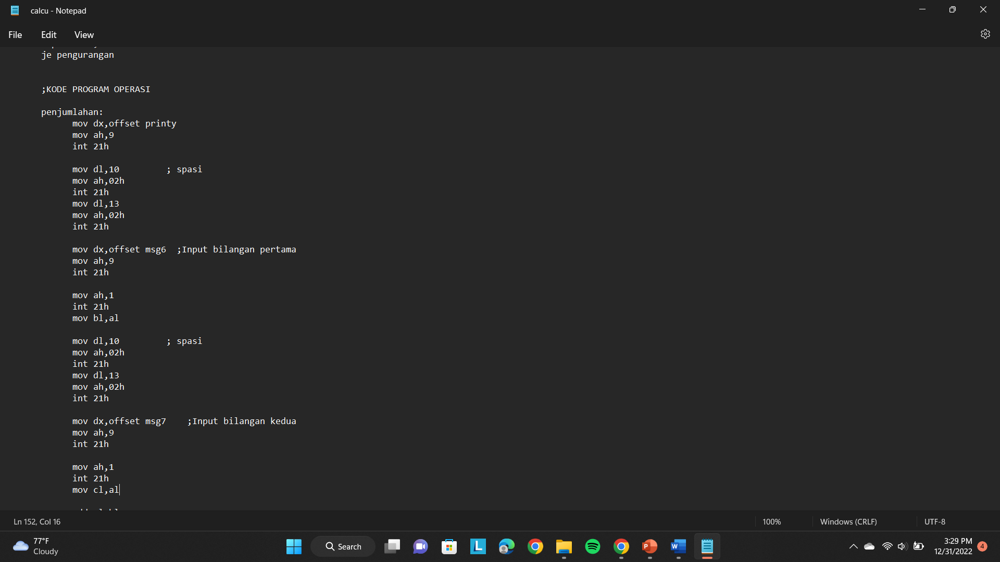 calcu - Notepad
File Edit View
je pengurangan
;KODE PROGRAM OPERASI
penjumlahan:
mov dx,offset printy
mov ah,9
int 21h
mov dl,10 ; spasi
mov ah,02h
int 21h
mov dl,13
mov ah,02h
int 21h
mov dx,offset msg6 ;Input bilangan pertama
mov ah,9
int 21h
mov ah,1
int 21h
mov bl,al
mov dl,10 ; spasi
mov ah,02h
int 21h
mov dl,13
mov ah,02h
int 21h
mov dx,offset msg7 ;Input bilangan kedua
mov ah,9
int 21h
mov ah,1
int 21h
mov cl,al
Ln 152, Col 16 100% Windows (CRLF) UTF-8
77°F
Cloudy
Search
L
P
W
3:29 PM
12/31/2022
4